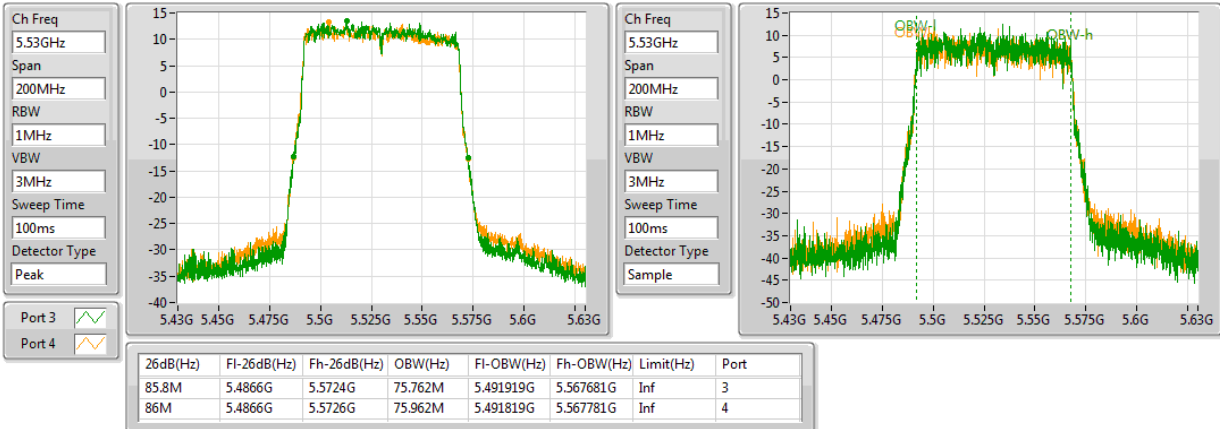 Ch Freq
5.53GHz
Span
200MHz
RBW
1MHz
VBW
3MHz
Sweep Time
100ms
Detector Type
Peak
Port 3
Port 4
15
10
5
0
-5
-10
-15
-20
-25
-30
-35
-40
5.43G 5.45G 5.475G 5.5G 5.525G 5.55G 5.575G 5.6G 5.63G
Ch Freq
5.53GHz
Span
200MHz
RBW
1MHz
VBW
3MHz
Sweep Time
100ms
Detector Type
Sample
15
10
5
0
-5
-10
-15
-20
-25
-30
-35
-40
-45
-50
OBW-l
OBW-h
5.43G 5.45G 5.475G 5.5G 5.525G 5.55G 5.575G 5.6G 5.63G
26dB(Hz) Fl-26dB(Hz) Fh-26dB(Hz) OBW(Hz) Fl-OBW(Hz) Fh-OBW(Hz) Limit(Hz) Port
85.8M 5.4866G 5.5724G 75.762M 5.491919G 5.567681G Inf 3
86M 5.4866G 5.5726G 75.962M 5.491819G 5.567781G Inf 4